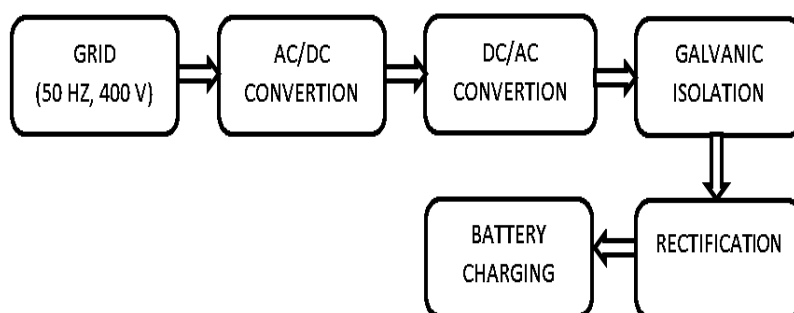 GRID
(50 HZ, 400 V)
AC/DC
CONVERTION
DC/AC
CONVERTION
GALVANIC
ISOLATION
RECTIFICATION
BATTERY
CHARGING